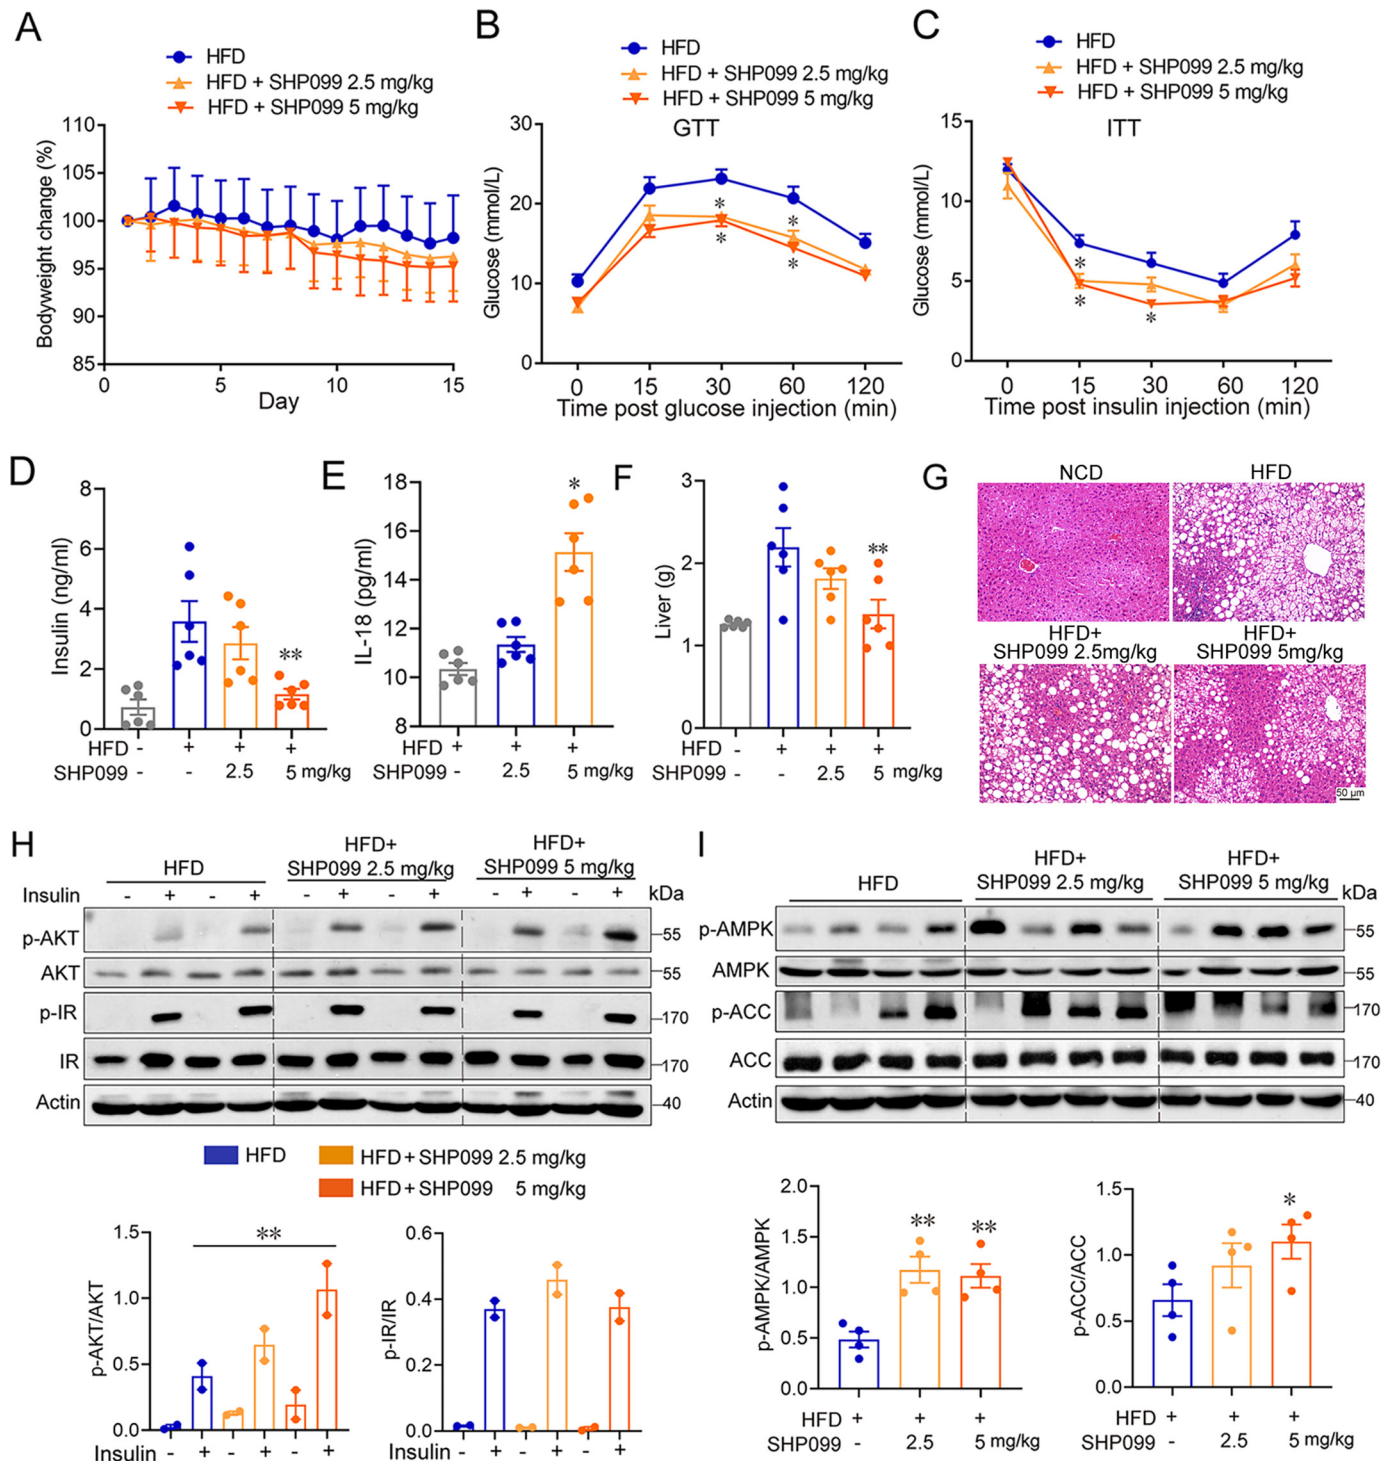 A
HFD
HFD + SHP099 2.5 mg/kg
HFD + SHP099 5 mg/kg
Bodyweight change (%)
110
105
100
95
90
85
0 5 10 15
Day
B
HFD
HFD + SHP099 2.5 mg/kg
HFD + SHP099 5 mg/kg
GTT
Glucose (mmol/L)
30
20
10
0
* *
* *
0 15 30 60 120
Time post glucose injection (min)
C
HFD
HFD + SHP099 2.5 mg/kg
HFD + SHP099 5 mg/kg
ITT
Glucose (mmol/L)
15
10
5
0
*
* *
0 15 30 60 120
Time post insulin injection (min)
D
Insulin (ng/ml)
8
6
4
2
0
**
HFD - + + +
SHP099 - - 2.5 5 mg/kg
E
IL-18 (pg/ml)
18
16
14
12
10
8
*
HFD + + +
SHP099 - 2.5 5 mg/kg
F
Liver (g)
3
2
1
0
**
HFD - + + +
SHP099 - - 2.5 5 mg/kg
G
NCD HFD
HFD+ HFD+
SHP099 2.5mg/kg SHP099 5mg/kg
50 µm
H
HFD
HFD+
SHP099 2.5 mg/kg
HFD+
SHP099 5 mg/kg
Insulin - + - + - + - + - + - + kDa
p-AKT 55
AKT 55
p-IR 170
IR 170
Actin 40
HFD
HFD+SHP099 2.5 mg/kg
HFD+SHP099 5 mg/kg
p-AKT/AKT
1.5
1.0
0.5
0.0
**
Insulin - + - + - +
p-IR/IR
0.6
0.4
0.2
0.0
Insulin - + - + - +
I
HFD
HFD+
SHP099 2.5 mg/kg
HFD+
SHP099 5 mg/kg
kDa
p-AMPK 55
AMPK 55
p-ACC 170
ACC 170
Actin 40
p-AMPK/AMPK
2.0
1.5
1.0
0.5
0.0
** **
HFD + + +
SHP099 - 2.5 5 mg/kg
p-ACC/ACC
1.5
1.0
0.5
0.0
*
HFD + + +
SHP099 - 2.5 5 mg/kg